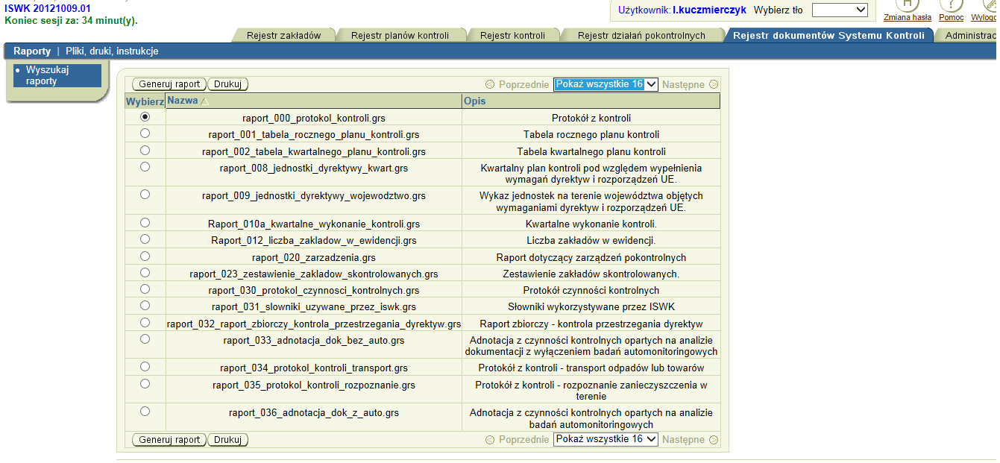 ISWK 20121009.01
Koniec sesji za: 34 minut(y).
Użytkownik: I.kuczmierczyk Wybierz tło
Zmiana hasła Pomoc
Rejestr zakładów Rejestr planów kontroli Rejestr kontroli Rejestr działań pokontrolnych Rejestr dokumentów Systemu Kontroli
Raporty | Pliki, druki, instrukcje
Wyszukaj
raporty
Generuj raport Drukuj Poprzednie Pokaż wszystkie 16 Następne
Wybierz Nazwa Opis
raport_000_protokol_kontroli.grs Protokół z kontroli
raport_001_tabela_rocznego_planu_kontroli.grs Tabela rocznego planu kontroli
raport_002_tabela_kwartalnego_planu_kontroli.grs Tabela kwartalnego planu kontroli
raport_008_jednostki_dyrektywy_kwart.grs Kwartalny plan kontroli pod względem wypełnienia
wymagań dyrektyw i rozporządzeń UE.
raport_009_jednostki_dyrektywy_wojewodztwo.grs Wykaz jednostek na terenie województwa objętych
wymaganiami dyrektyw i rozporządzeń UE.
Raport_010a_kwartalne_wykonanie_kontroli.grs Kwartalne wykonanie kontroli.
Raport_012_liczba_zakladow_w_ewidencji.grs Liczba zakładów w ewidencji.
raport_020_zarzadzenia.grs Raport dotyczący zarządzeń pokontrolnych
raport_023_zestawienie_zakladow_skontrolowanych.grs Zestawienie zakładów skontrolowanych.
raport_030_protokol_czynnosci_kontrolnych.grs Protokół czynności kontrolnych
raport_031_slowniki_uzywane_przez_iswk.grs Słowniki wykorzystywane przez ISWK
raport_032_raport_zbiorczy_kontrola_przestrzegania_dyrektyw.grs Raport zbiorczy - kontrola przestrzegania dyrektyw
raport_033_adnotacja_dok_bez_auto.grs Adnotacja z czynności kontrolnych opartych na analizie
dokumentacji z wyłączeniem badań automonitoringowych
raport_034_protokol_kontroli_transport.grs Protokół z kontroli - transport odpadów lub towarów
raport_035_protokol_kontroli_rozpoznanie.grs Protokół z kontroli - rozpoznanie zanieczyszczenia w
terenie
raport_036_adnotacja_dok_z_auto.grs Adnotacja z czynności kontrolnych opartych na analizie
badań automonitoringowych
Generuj raport Drukuj Poprzednie Pokaż wszystkie 16 Następne